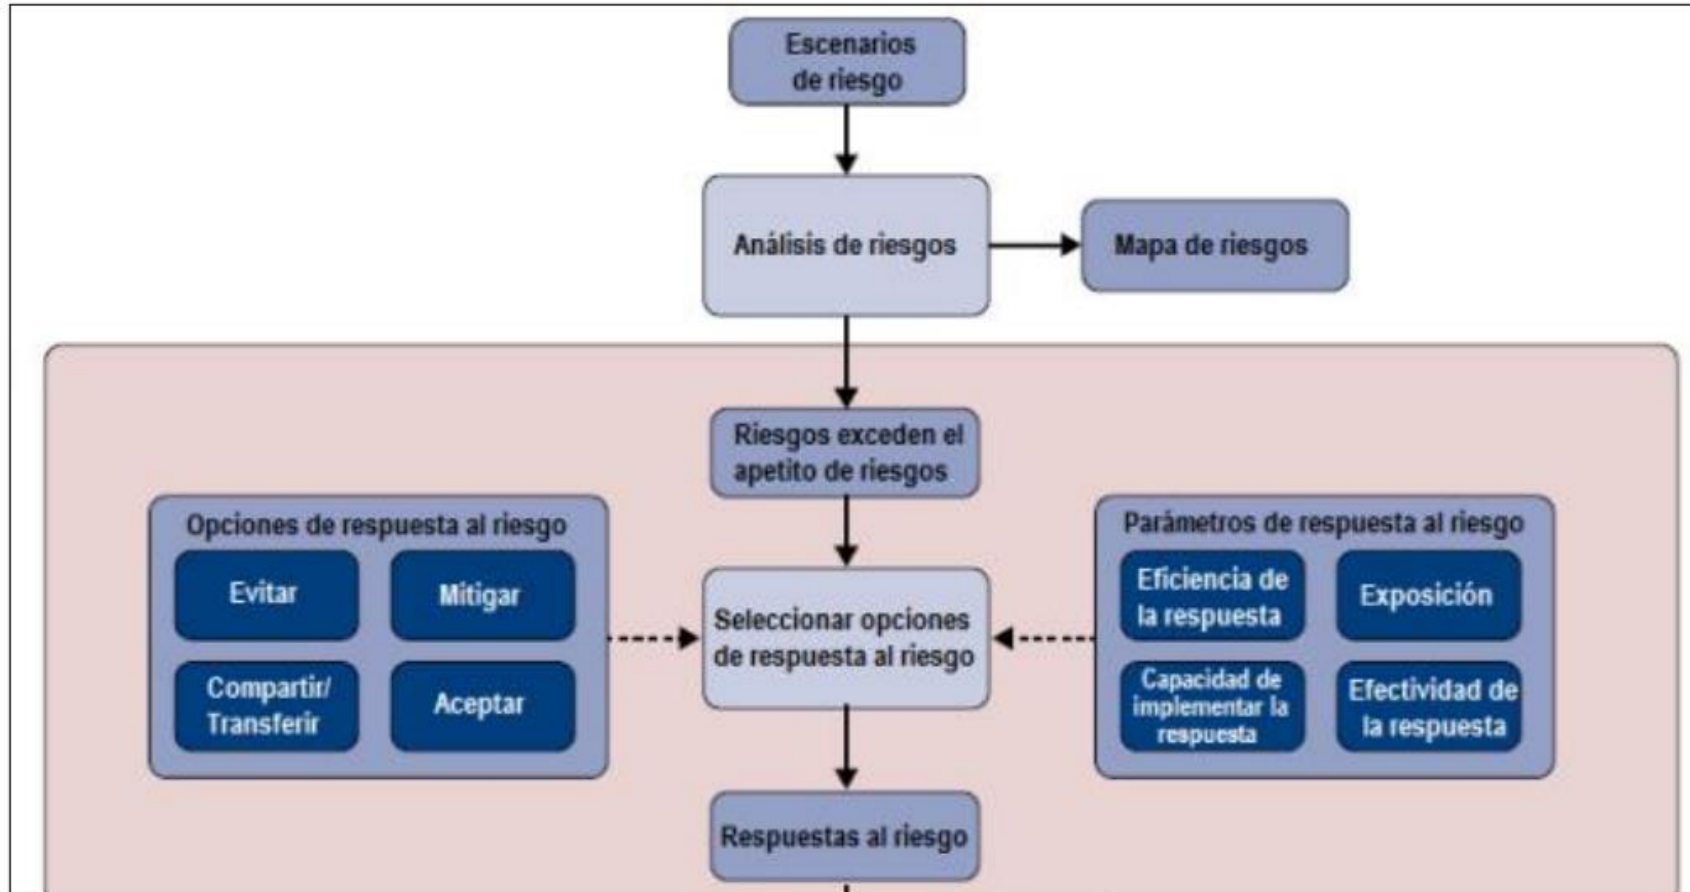 Escenarios
de riesgo
Análisis de riesgos
Mapa de riesgos
Riesgos exceden el
apetito de riesgos
Opciones de respuesta al riesgo
Evitar
Mitigar
Compartir/
Transferir
Aceptar
Seleccionar opciones
de respuesta al riesgo
Parámetros de respuesta al riesgo
Eficiencia de
la respuesta
Exposición
Capacidad de
implementar la
respuesta
Efectividad de
la respuesta
Respuestas al riesgo